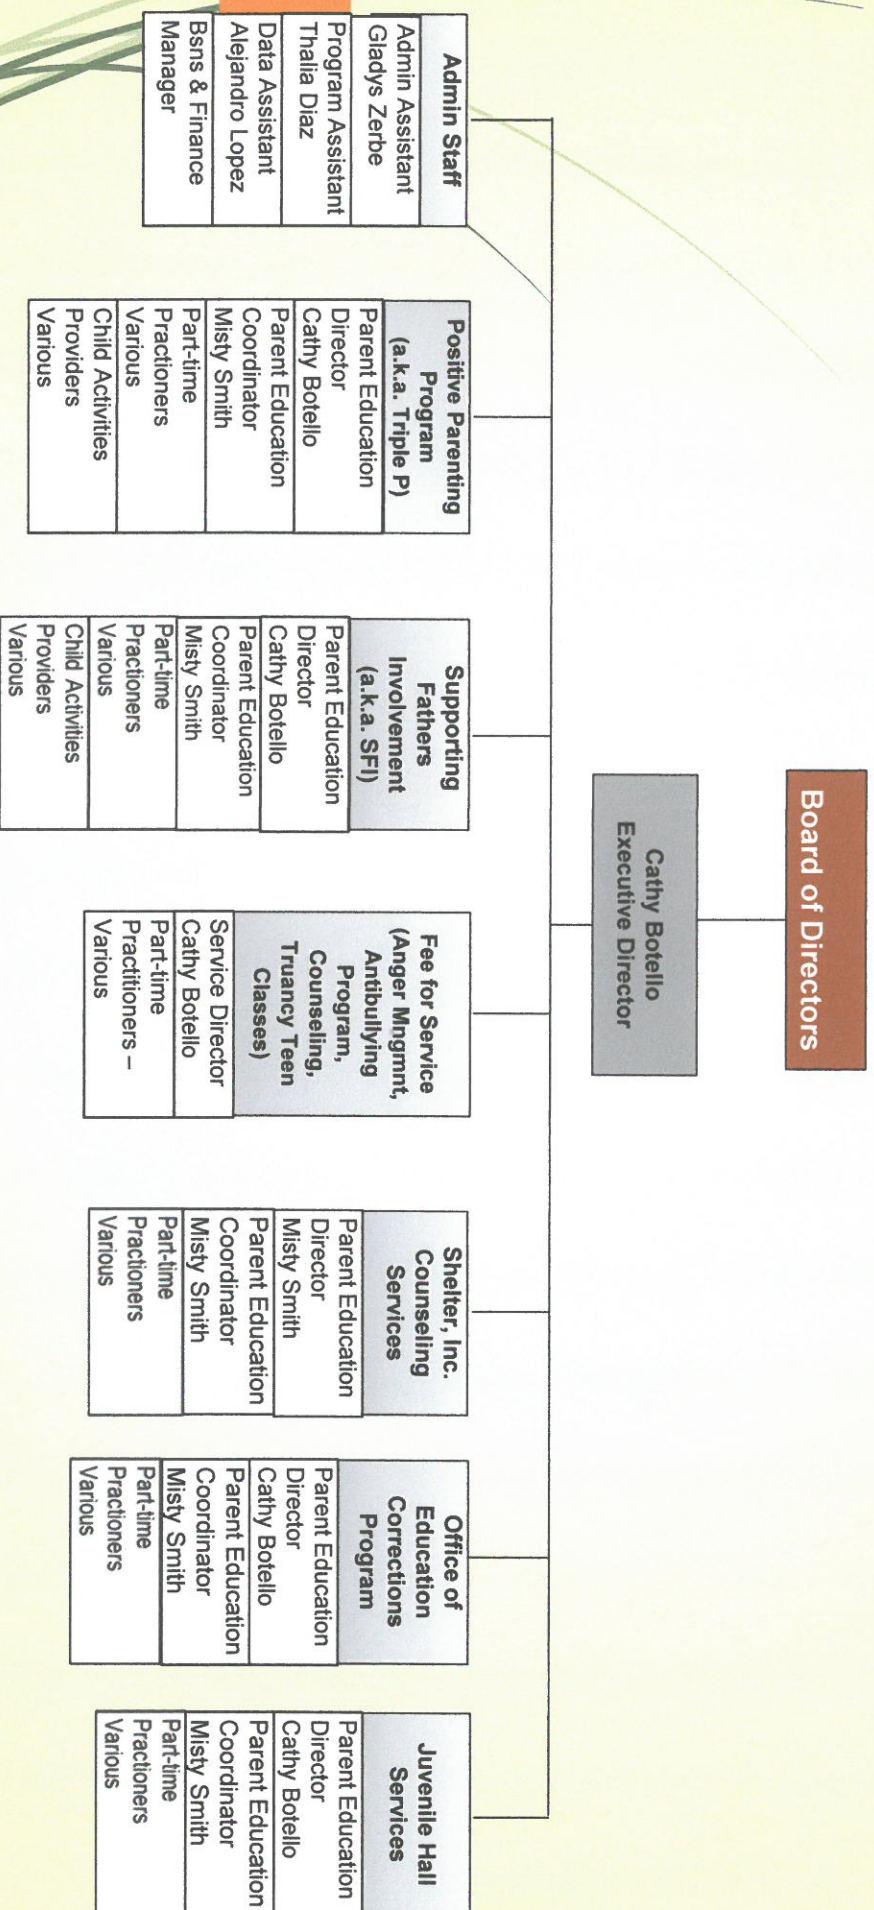 Board of Directors
Cathy Botello
Executive Director
Admin Staff
Admin Assistant
Gladys Zerbe
Program Assistant
Thalia Diaz
Data Assistant
Alejandro Lopez
Bsns & Finance
Manager
Positive Parenting
Program
(a.k.a. Triple P)
Parent Education
Director
Cathy Botello
Parent Education
Coordinator
Misty Smith
Part-time
Practioners
Various
Child Activities
Providers
Various
Supporting
Fathers
Involvement
(a.k.a. SFI)
Parent Education
Director
Cathy Botello
Parent Education
Coordinator
Misty Smith
Part-time
Practioners
Various
Child Activities
Providers
Various
Fee for Service
(Anger Mngmnt,
Antibullying
Program,
Counseling,
Truancy Teen
Classes)
Service Director
Cathy Botello
Part-time
Practitioners –
Various
Shelter, Inc.
Counseling
Services
Parent Education
Director
Misty Smith
Parent Education
Coordinator
Misty Smith
Part-time
Practioners
Various
Office of
Education
Corrections
Program
Parent Education
Director
Cathy Botello
Parent Education
Coordinator
Misty Smith
Part-time
Practioners
Various
Juvenile Hall
Services
Parent Education
Director
Cathy Botello
Parent Education
Coordinator
Misty Smith
Part-time
Practioners
Various